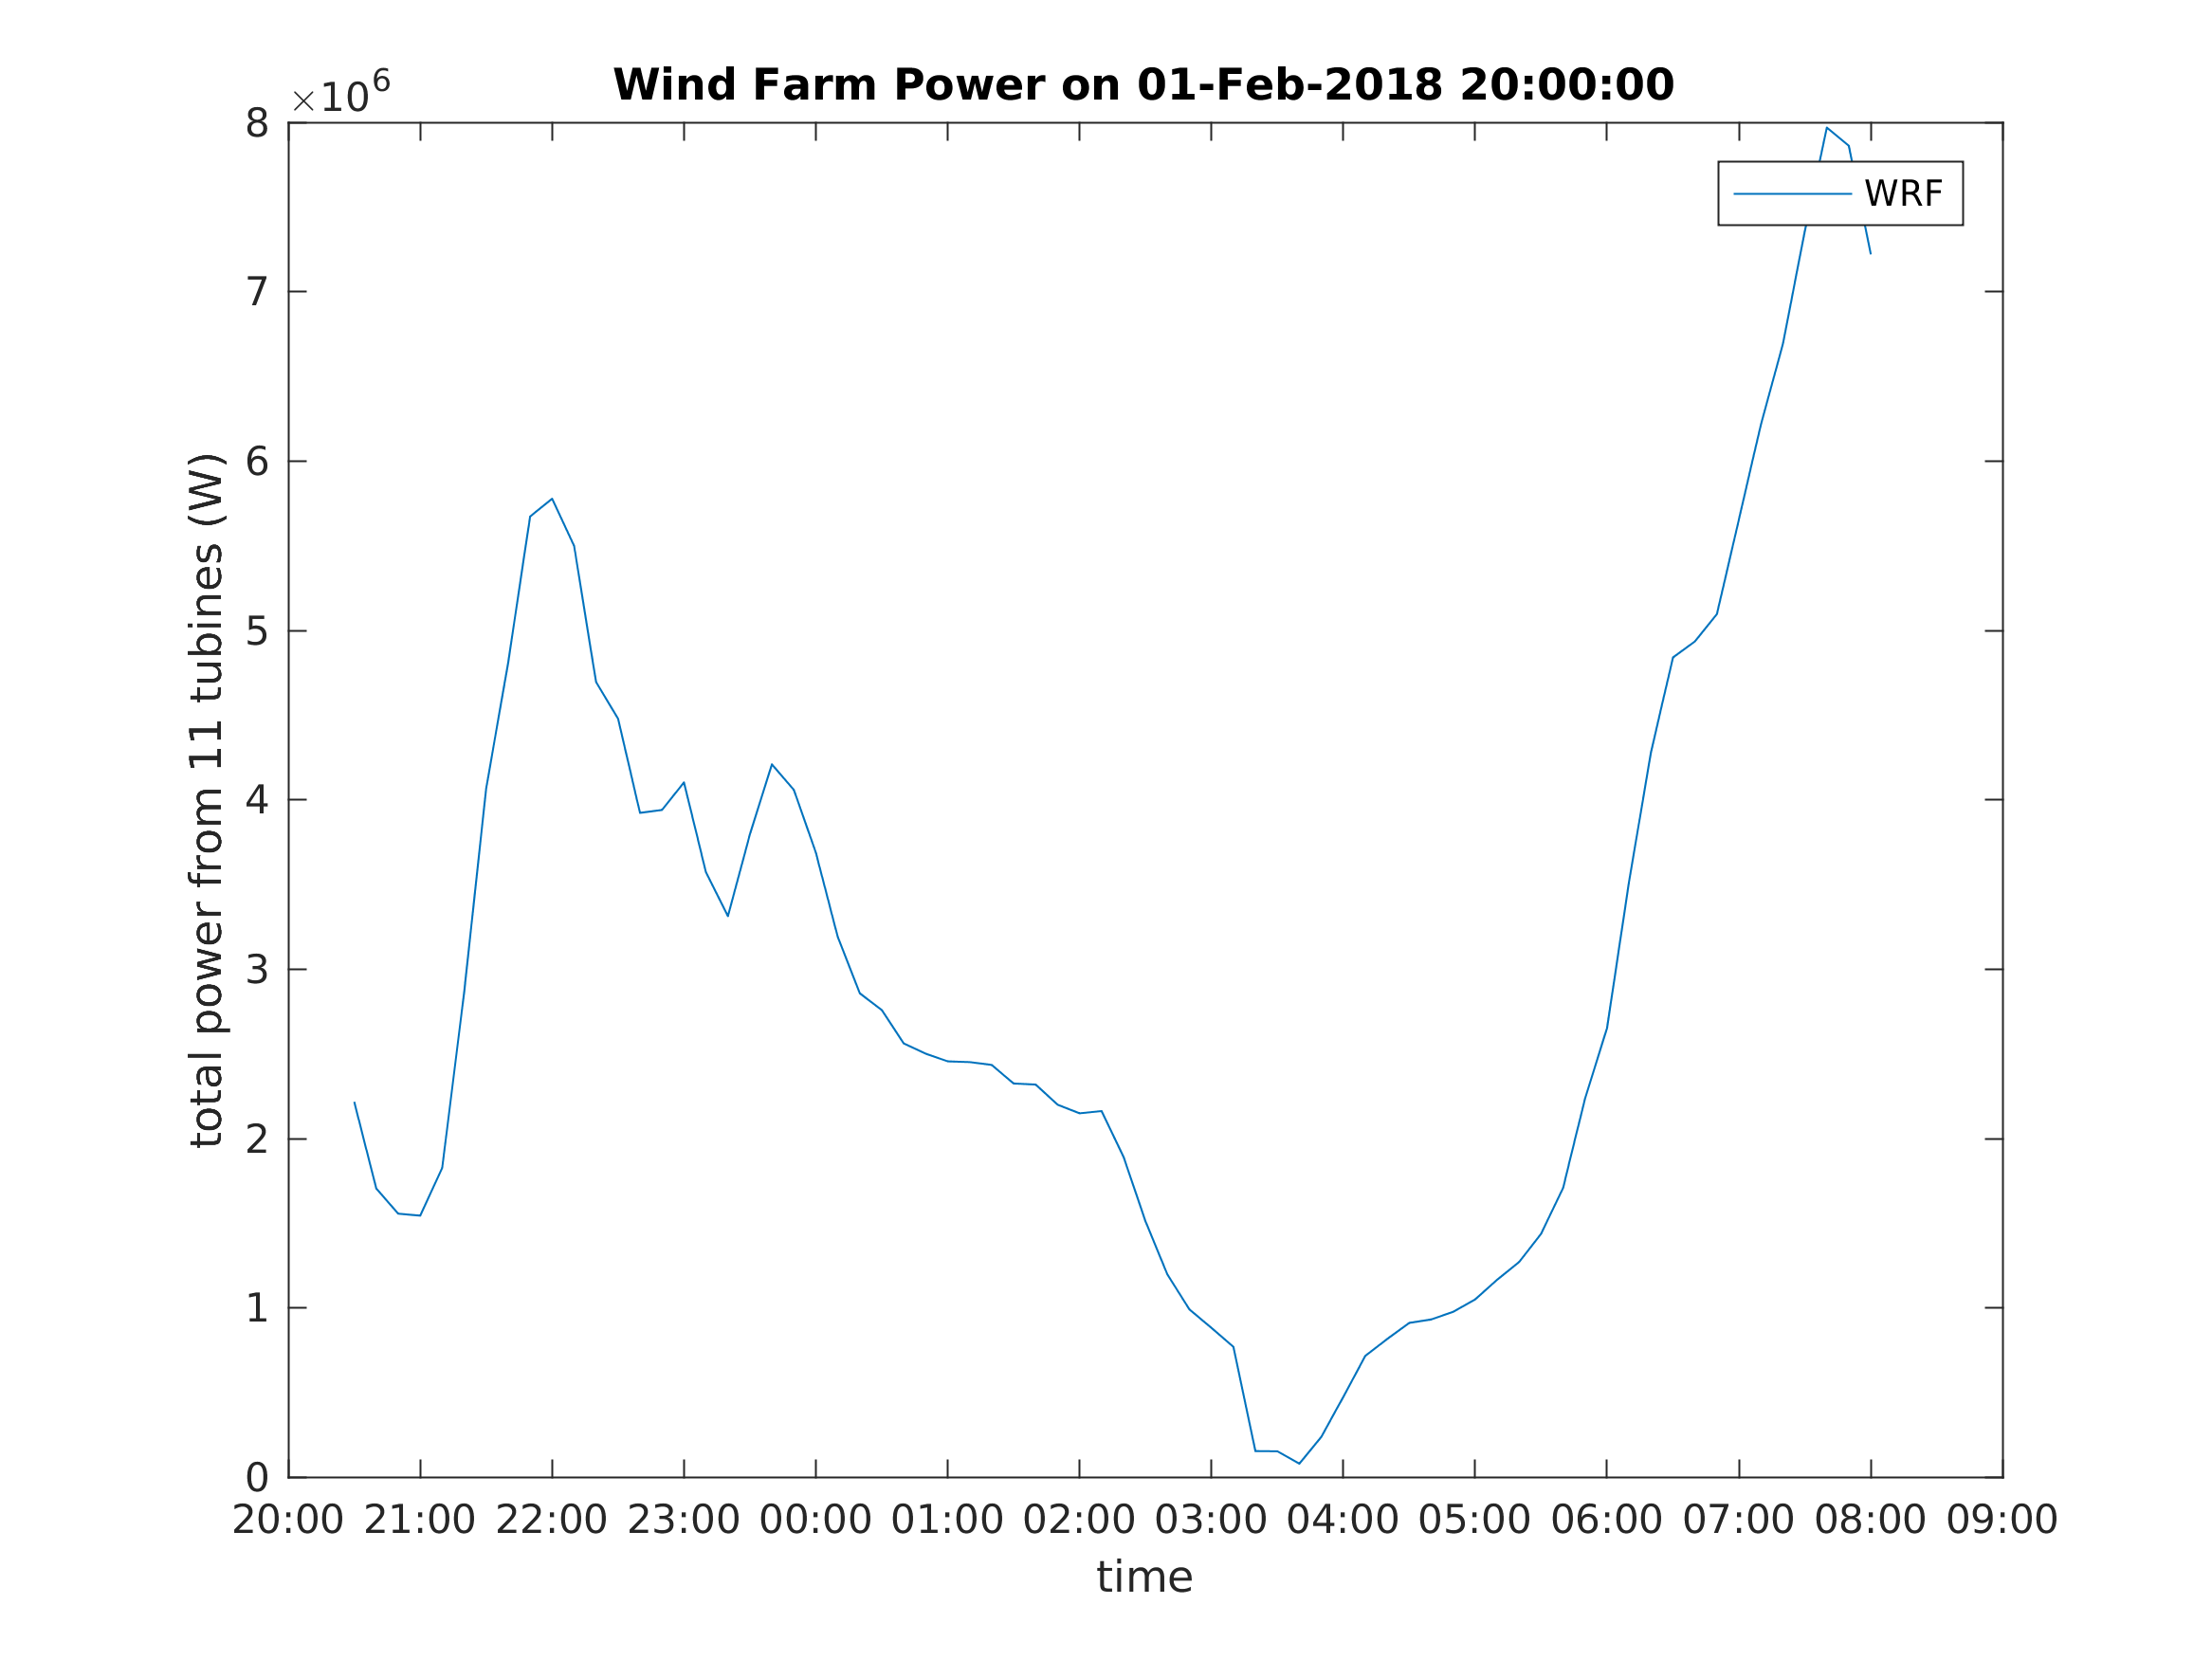 Wind Farm Power on 01-Feb-2018 20:00:00
×10⁶
8
7
6
5
4
3
2
1
0
total power from 11 tubines (W)
WRF
20:00 21:00 22:00 23:00 00:00 01:00 02:00 03:00 04:00 05:00 06:00 07:00 08:00 09:00
time